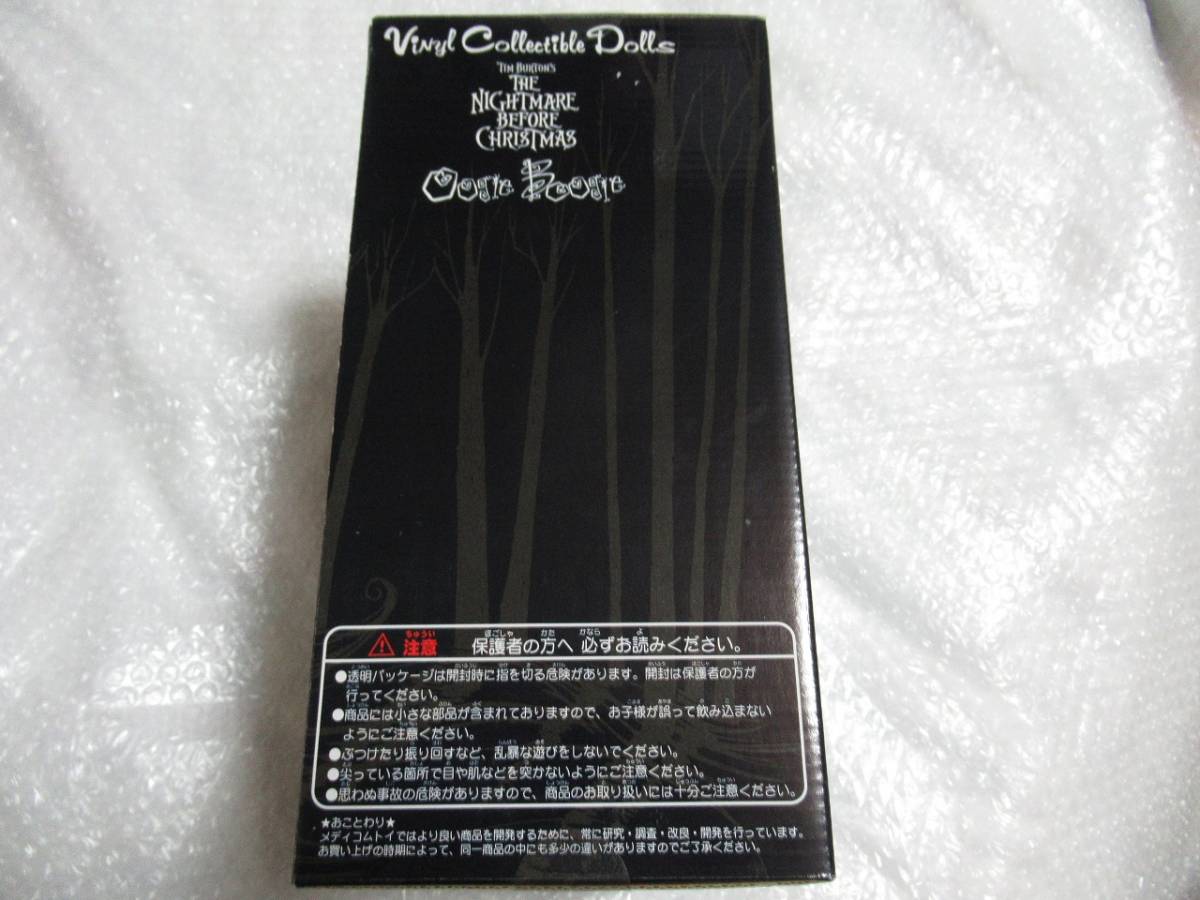 Vinyl Collectible Dolls
TIM BURTON'S
THE
NIGHTMARE
BEFORE
CHRISTMAS
Oogie Boogie
注意 保護者の方へ 必ずお読みください。
●透明パッケージは開封時に指を切る危険があります。開封は保護者の方が
行ってください。
●商品には小さな部品が含まれておりますので、お子様が誤って飲み込まない
ようにご注意ください。
●ぶつけたり振り回すなど、乱暴な遊びをしないでください。
●尖っている箇所で目や肌などを突かないようにご注意ください。
●思わぬ事故の危険がありますので、商品のお取り扱いには十分ご注意ください。
★おことわり★
メディコムトイではより良い商品を開発するために、常に研究・調査・改良・開発を行っています。
お買い上げの時期によって、同一商品の中にも多少の違いがありますのでご了承ください。